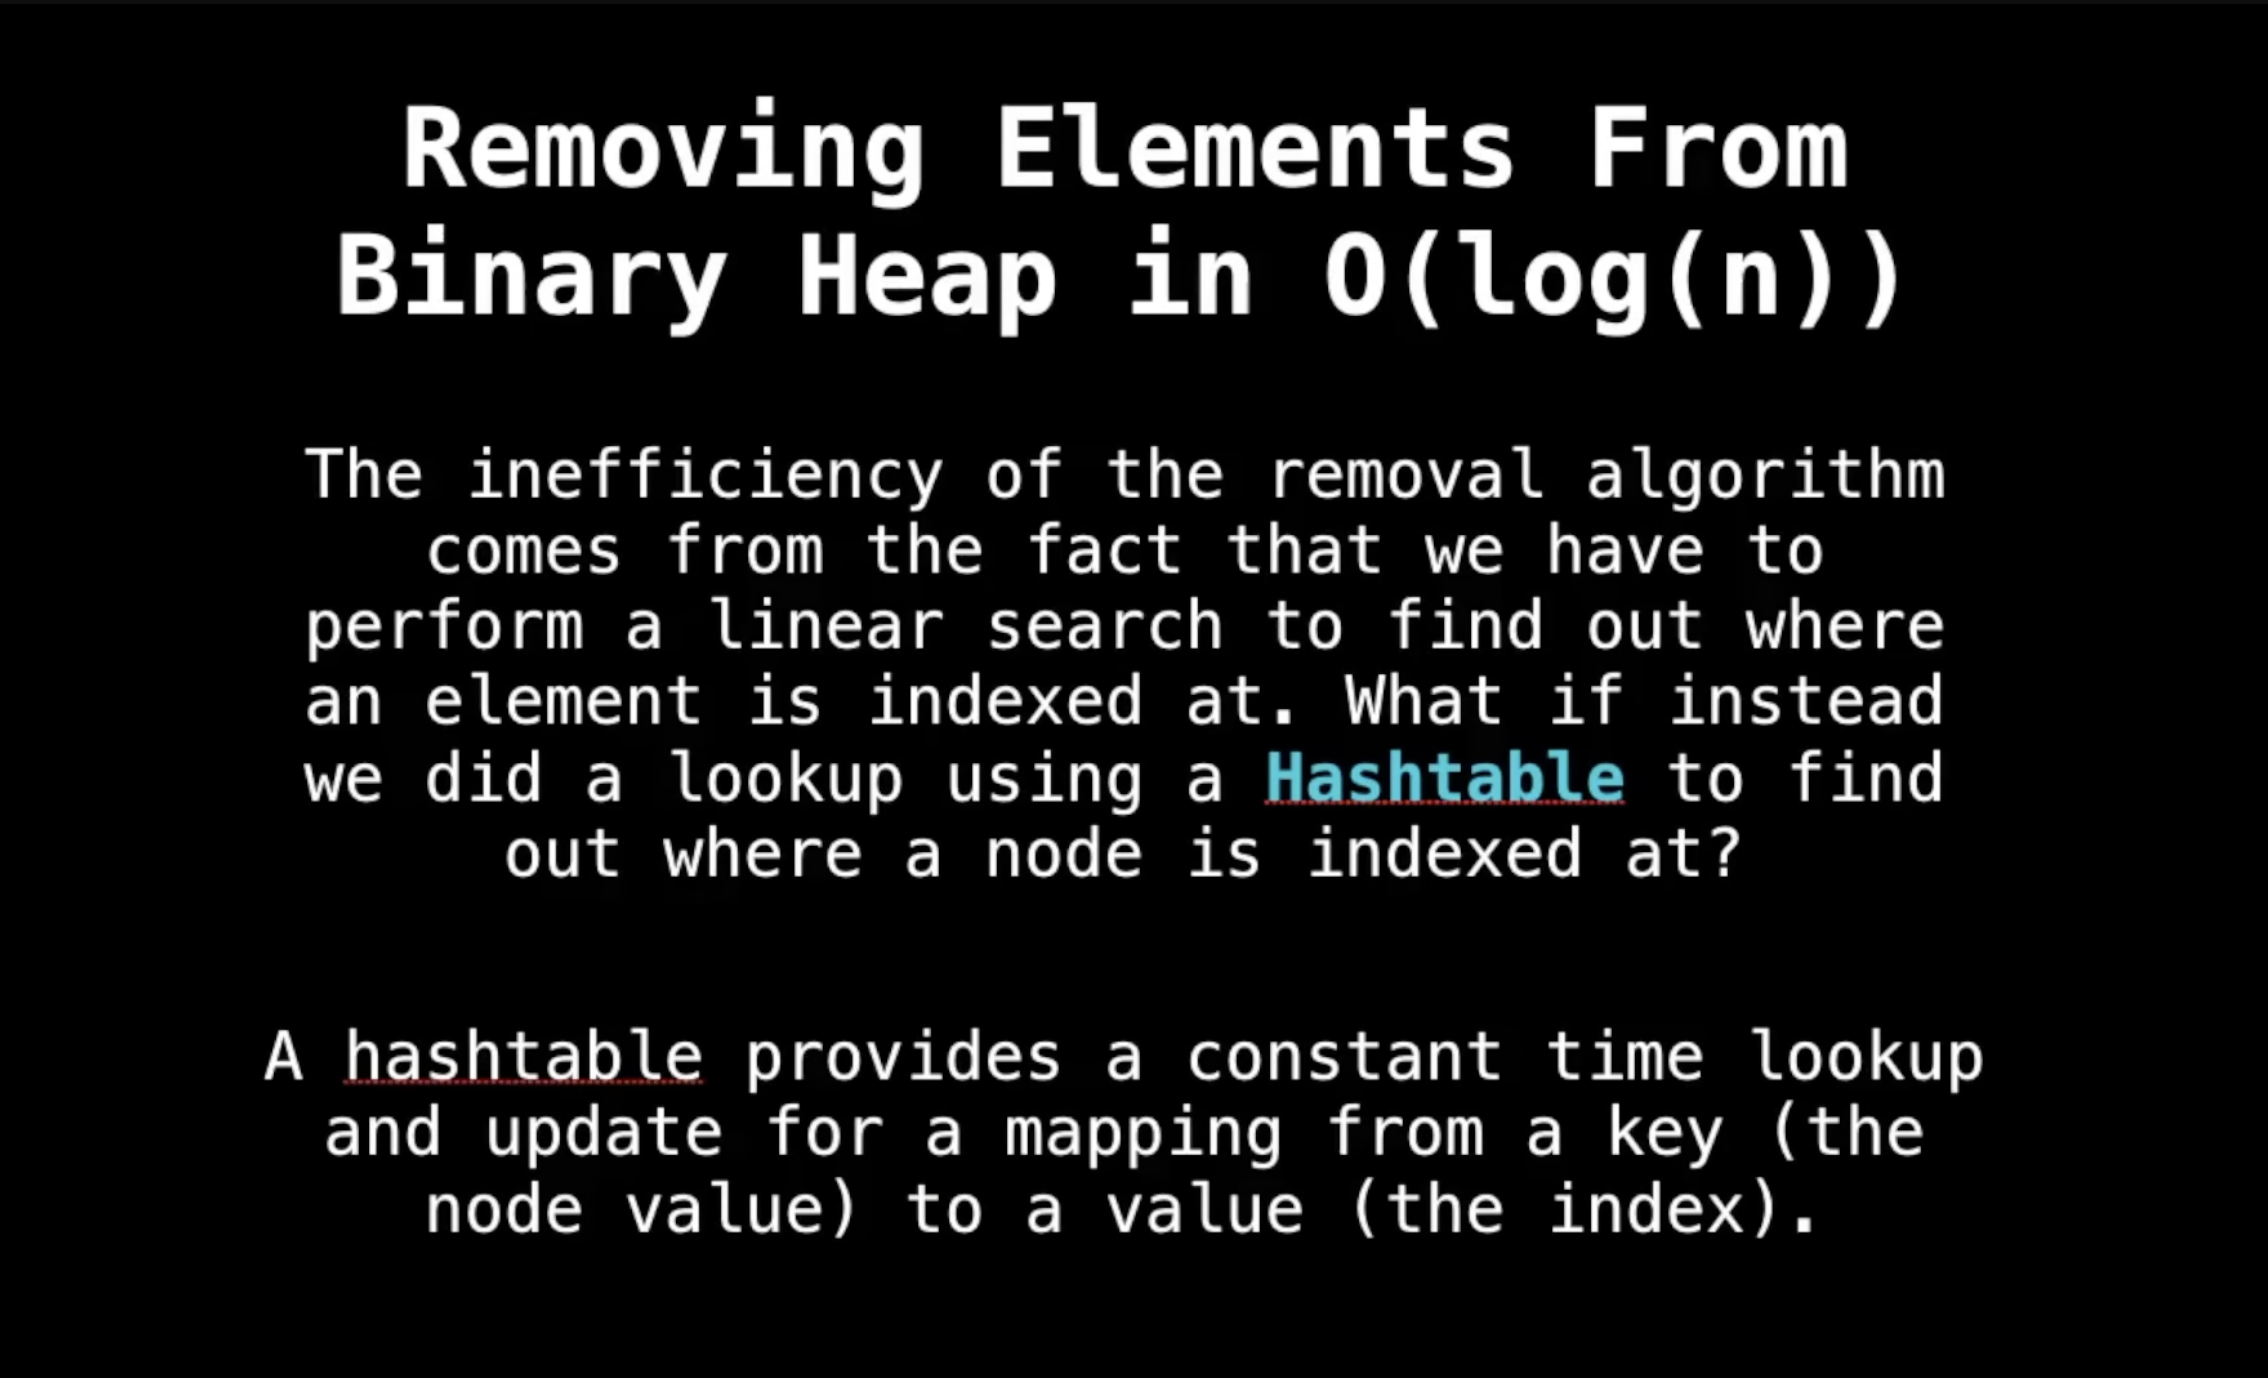 Removing Elements From
Binary Heap in O(log(n))
The inefficiency of the removal algorithm
comes from the fact that we have to
perform a linear search to find out where
an element is indexed at. What if instead
we did a lookup using a Hashtable to find
out where a node is indexed at?
A hashtable provides a constant time lookup
and update for a mapping from a key (the
node value) to a value (the index).